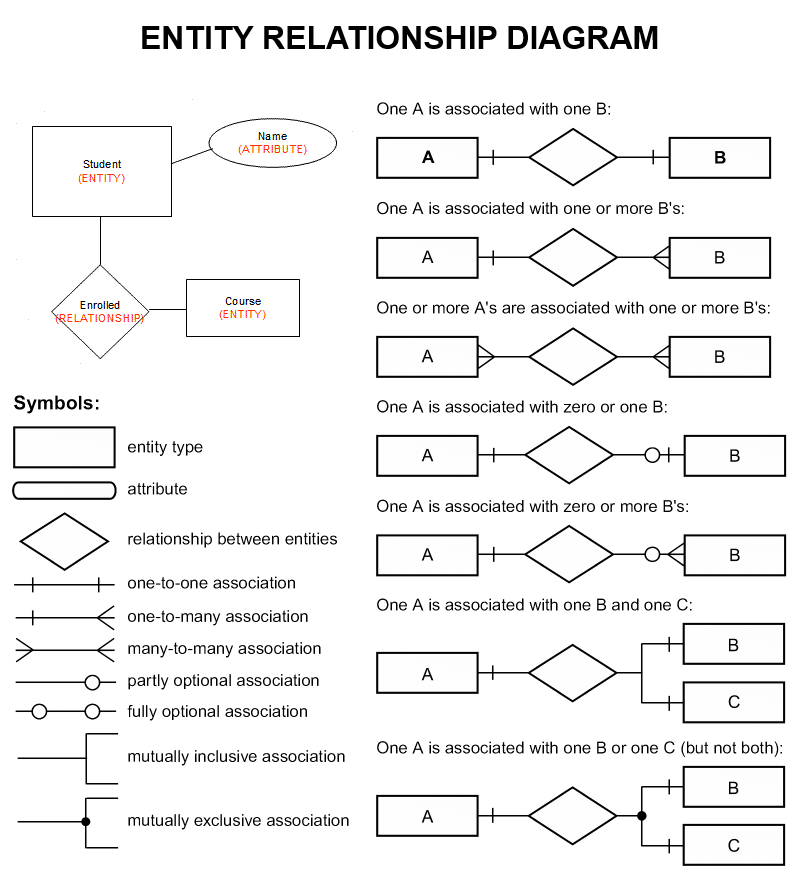 ENTITY RELATIONSHIP DIAGRAM
Student
(ENTITY)
Name
(ATTRIBUTE)
Enrolled
(RELATIONSHIP)
Course
(ENTITY)
Symbols:
entity type
attribute
relationship between entities
one-to-one association
one-to-many association
many-to-many association
partly optional association
fully optional association
mutually inclusive association
mutually exclusive association
One A is associated with one B:
A
B
One A is associated with one or more B's:
A
B
One or more A's are associated with one or more B's:
A
B
One A is associated with zero or one B:
A
B
One A is associated with zero or more B's:
A
B
One A is associated with one B and one C:
A
B
C
One A is associated with one B or one C (but not both):
A
B
C